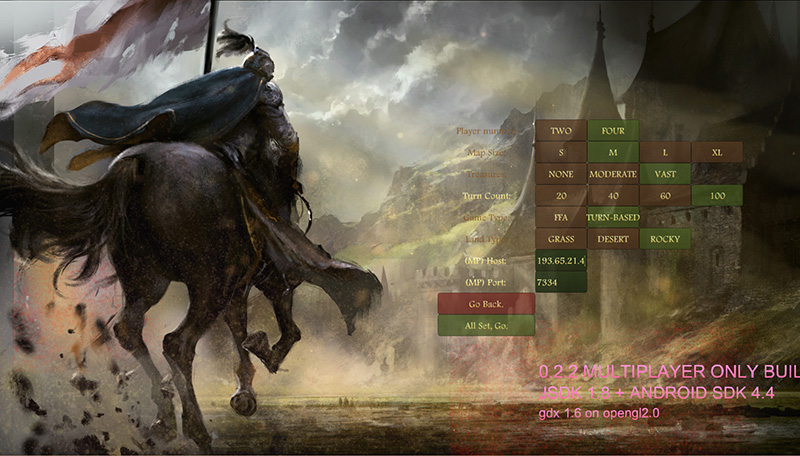 Player num
TWO FOUR
Map Size
S M L XL
Treasures
NONE MODERATE VAST
Turn Count:
20 40 60 100
Game Type
FFA TURN-BASED
Land Type
GRASS DESERT ROCKY
(MP) Host:
193.65.21.4
(MP) Port:
7334
Go Back.
All Set, Go.
0.2.2 MULTIPLAYER ONLY BUIL
JSDK 1.8 + ANDROID SDK 4.4
gdx 1.6 on opengl2.0